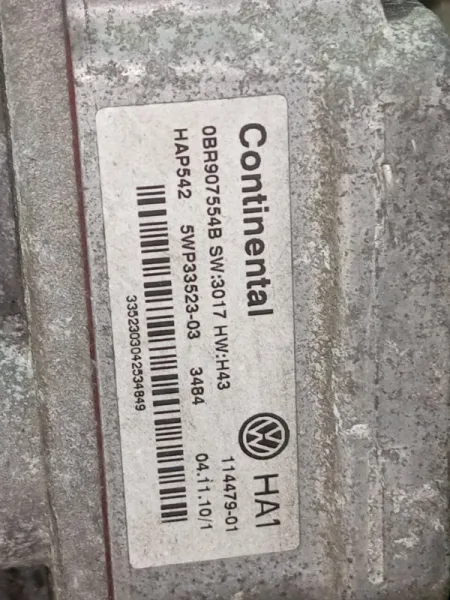 Continental
HA1
0BR907554B SW:3017 HW:H43
114479-01
HAP542 5WP33523-03 3484 04.11.10/1
3352303042534849